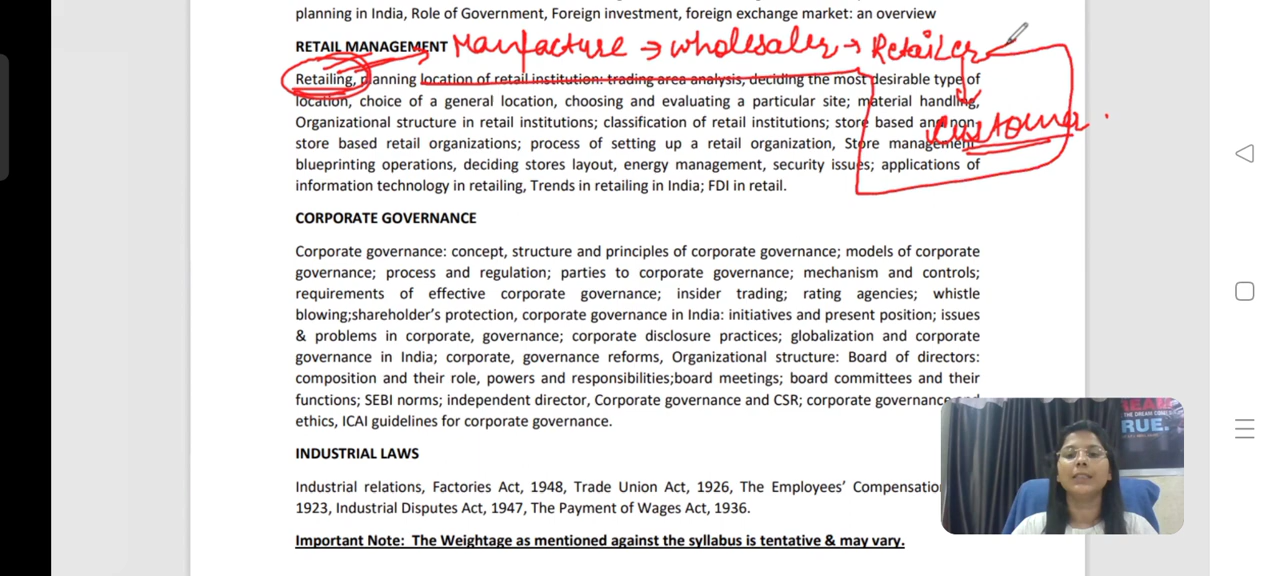 planning in India, Role of Government, Foreign investment, foreign exchange market: an overview
RETAIL MANAGEMENT Manfacture → wholesaler → Retailer
Retailing, planning location of retail institution: trading area analysis, deciding the most desirable type of
location, choice of a general location, choosing and evaluating a particular site; material handling,
Organizational structure in retail institutions; classification of retail institutions; store based and non-
customer
store based retail organizations; process of setting up a retail organization, Store management
blueprinting operations, deciding stores layout, energy management, security issues; applications of
information technology in retailing, Trends in retailing in India; FDI in retail.
CORPORATE GOVERNANCE
Corporate governance: concept, structure and principles of corporate governance; models of corporate
governance; process and regulation; parties to corporate governance; mechanism and controls;
requirements of effective corporate governance; insider trading; rating agencies; whistle
blowing;shareholder's protection, corporate governance in India: initiatives and present position; issues
& problems in corporate, governance; corporate disclosure practices; globalization and corporate
governance in India; corporate, governance reforms, Organizational structure: Board of directors:
composition and their role, powers and responsibilities;board meetings; board committees and their
functions; SEBI norms; independent director, Corporate governance and CSR; corporate governance
ethics, ICAI guidelines for corporate governance.
THE DREAM
RUE.
INDUSTRIAL LAWS
Industrial relations, Factories Act, 1948, Trade Union Act, 1926, The Employees' Compensatio
1923, Industrial Disputes Act, 1947, The Payment of Wages Act, 1936.
Important Note: The Weightage as mentioned against the syllabus is tentative & may vary.